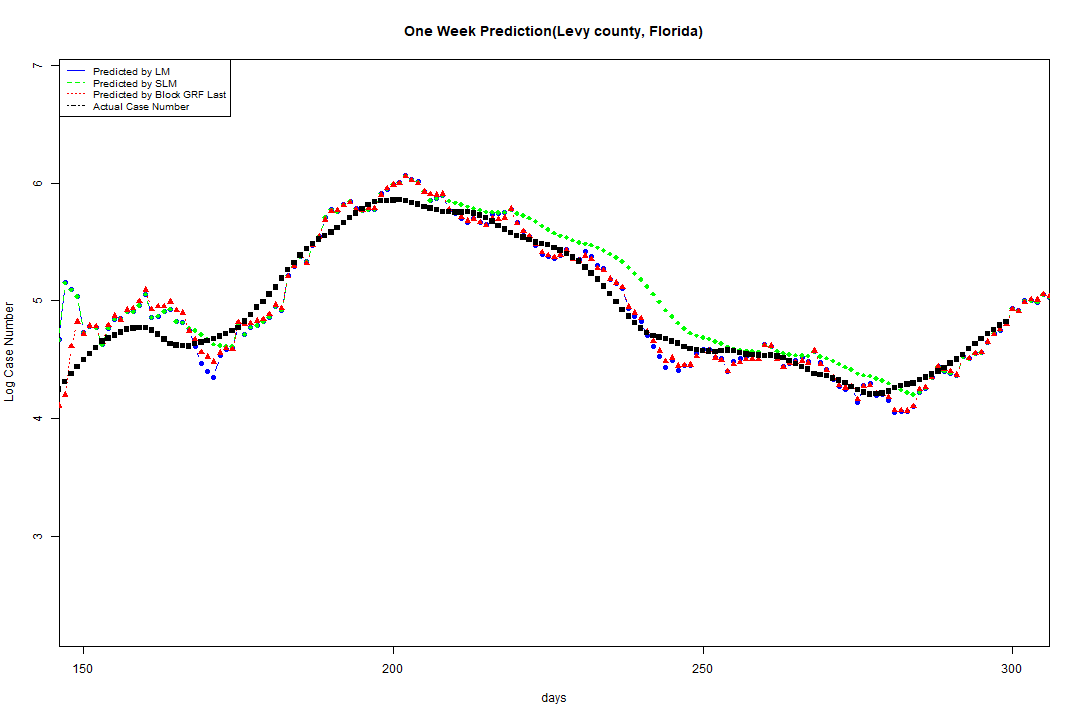 One Week Prediction(Levy county, Florida)
Predicted by LM
Predicted by SLM
Predicted by Block GRF Last
Actual Case Number
7
6
5
4
3
Log Case Number
150 200 250 300
days